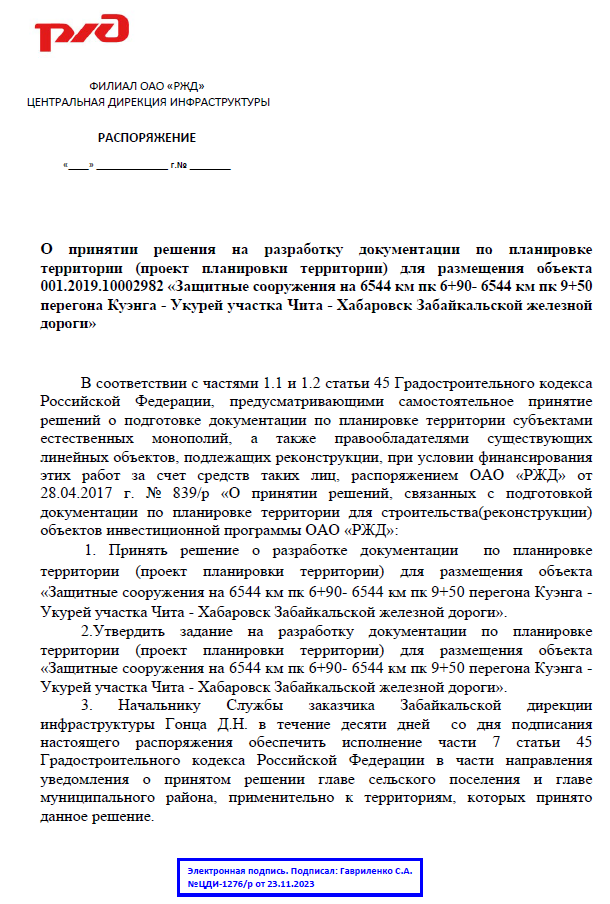 ржд
ФИЛИАЛ ОАО «РЖД»
ЦЕНТРАЛЬНАЯ ДИРЕКЦИЯ ИНФРАСТРУКТУРЫ
РАСПОРЯЖЕНИЕ
«____» ______________ г.№ ________
О принятии решения на разработку документации по планировке
территории (проект планировки территории) для размещения объекта
001.2019.10002982 «Защитные сооружения на 6544 км пк 6+90- 6544 км пк 9+50
перегона Куэнга - Укурей участка Чита - Хабаровск Забайкальской железной
дороги»
В соответствии с частями 1.1 и 1.2 статьи 45 Градостроительного кодекса
Российской Федерации, предусматривающими самостоятельное принятие
решений о подготовке документации по планировке территории субъектами
естественных монополий, а также правообладателями существующих
линейных объектов, подлежащих реконструкции, при условии финансирования
этих работ за счет средств таких лиц, распоряжением ОАО «РЖД» от
28.04.2017 г. № 839/р «О принятии решений, связанных с подготовкой
документации по планировке территории для строительства(реконструкции)
объектов инвестиционной программы ОАО «РЖД»:
1. Принять решение о разработке документации по планировке
территории (проект планировки территории) для размещения объекта
«Защитные сооружения на 6544 км пк 6+90- 6544 км пк 9+50 перегона Куэнга -
Укурей участка Чита - Хабаровск Забайкальской железной дороги».
2.Утвердить задание на разработку документации по планировке
территории (проект планировки территории) для размещения объекта
«Защитные сооружения на 6544 км пк 6+90- 6544 км пк 9+50 перегона Куэнга -
Укурей участка Чита - Хабаровск Забайкальской железной дороги».
3. Начальнику Службы заказчика Забайкальской дирекции
инфраструктуры Гонца Д.Н. в течение десяти дней со дня подписания
настоящего распоряжения обеспечить исполнение части 7 статьи 45
Градостроительного кодекса Российской Федерации в части направления
уведомления о принятом решении главе сельского поселения и главе
муниципального района, применительно к территориям, которых принято
данное решение.
Электронная подпись. Подписал: Гавриленко С.А.
№ЦДИ-1276/р от 23.11.2023